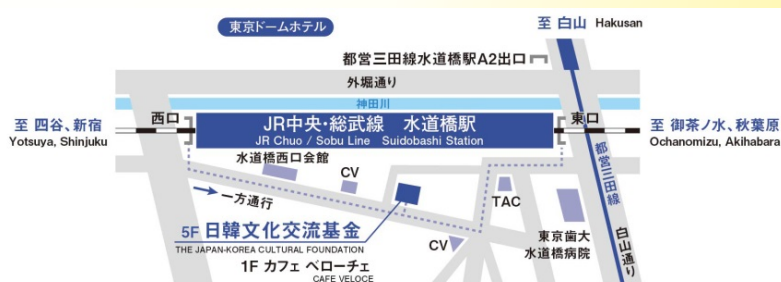 東京ドームホテル
至 白山 Hakusan
都営三田線水道橋駅A2出口
外堀通り
神田川
西口
東口
JR中央・総武線 水道橋駅
JR Chuo / Sobu Line Suidobashi Station
至 四谷、新宿
Yotsuya, Shinjuku
至 御茶ノ水、秋葉原
Ochanomizu, Akihabara
水道橋西口会館
CV
一方通行
TAC
都営三田線
5F 日韓文化交流基金
THE JAPAN-KOREA CULTURAL FOUNDATION
1F カフェ ベローチェ
CAFE VELOCE
CV
東京歯大
水道橋病院
白山通り